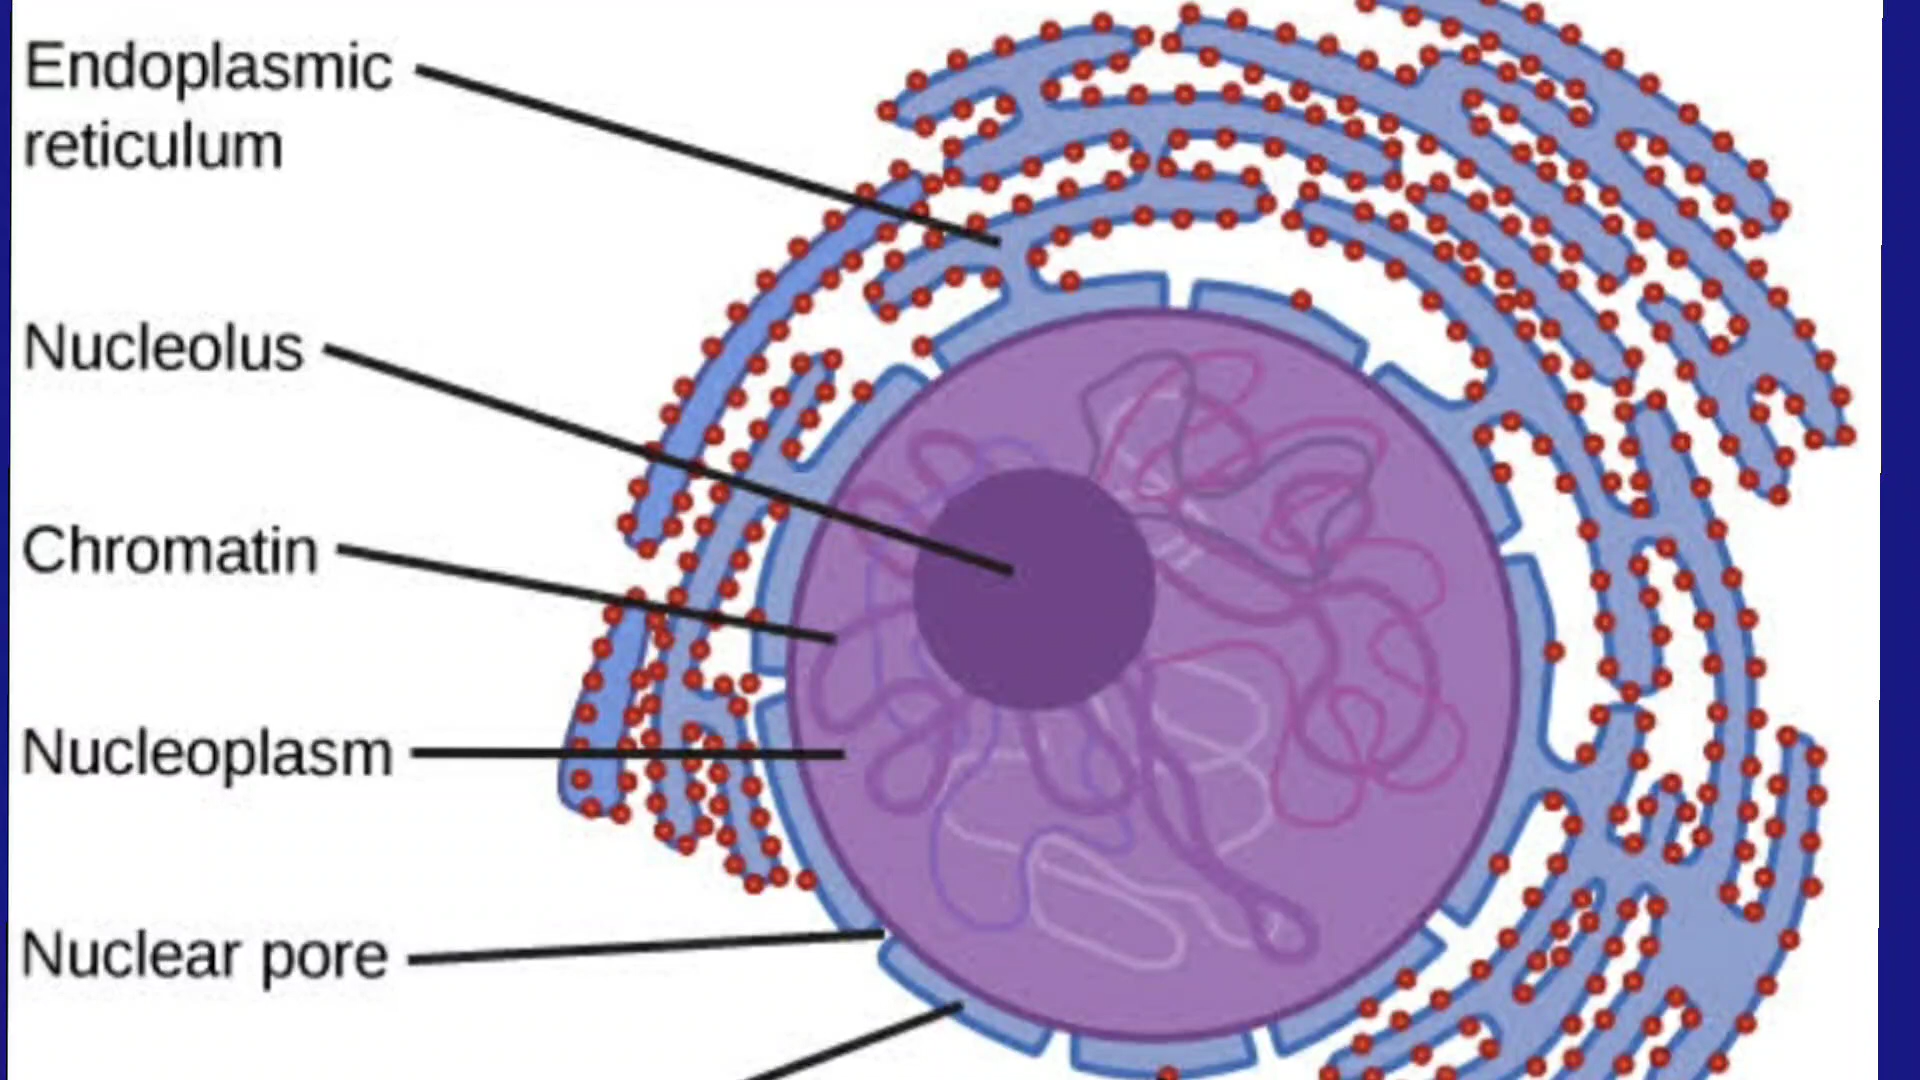 Endoplasmic
reticulum
Nucleolus
Chromatin
Nucleoplasm
Nuclear pore